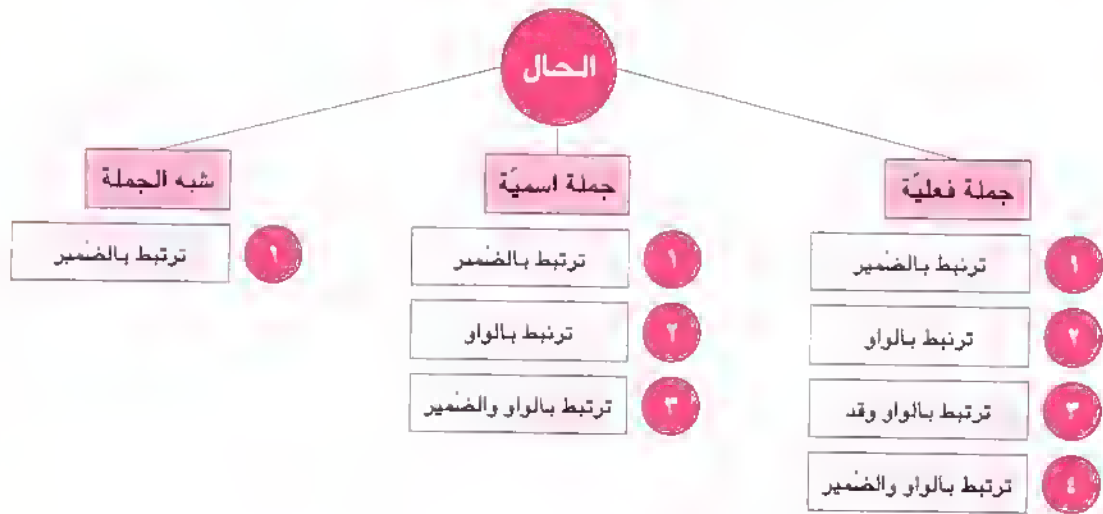 الحال
جملة فعليّة
١ ترتبط بالضّمير
٢ ترتبط بالواو
٣ ترتبط بالواو وقد
٤ ترتبط بالواو والضّمير
جملة اسميّة
١ ترتبط بالضّمير
٢ ترتبط بالواو
٣ ترتبط بالواو والضّمير
شبه الجملة
١ ترتبط بالضّمير